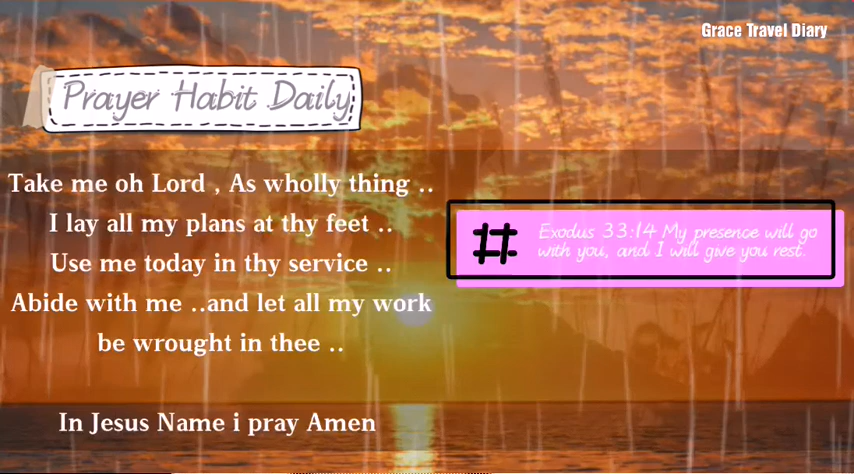 Grace Travel Diary
Prayer Habit Daily
Take me oh Lord , As wholly thing ..
I lay all my plans at thy feet ..
Use me today in thy service ..
Abide with me ..and let all my work
be wrought in thee ..
In Jesus Name i pray Amen
# Exodus 33:14 My presence will go
with you, and I will give you rest.